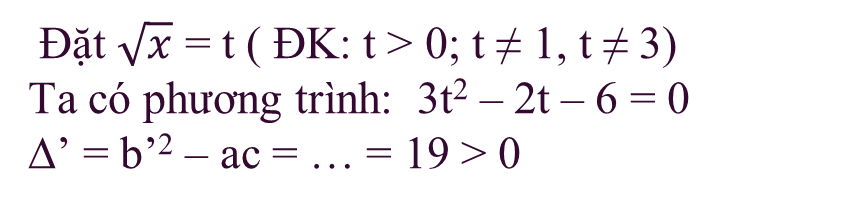 Đặt √x = t ( ĐK: t > 0; t ≠ 1, t ≠ 3)
Ta có phương trình: 3t² – 2t – 6 = 0
Δ’ = b’² – ac = … = 19 > 0